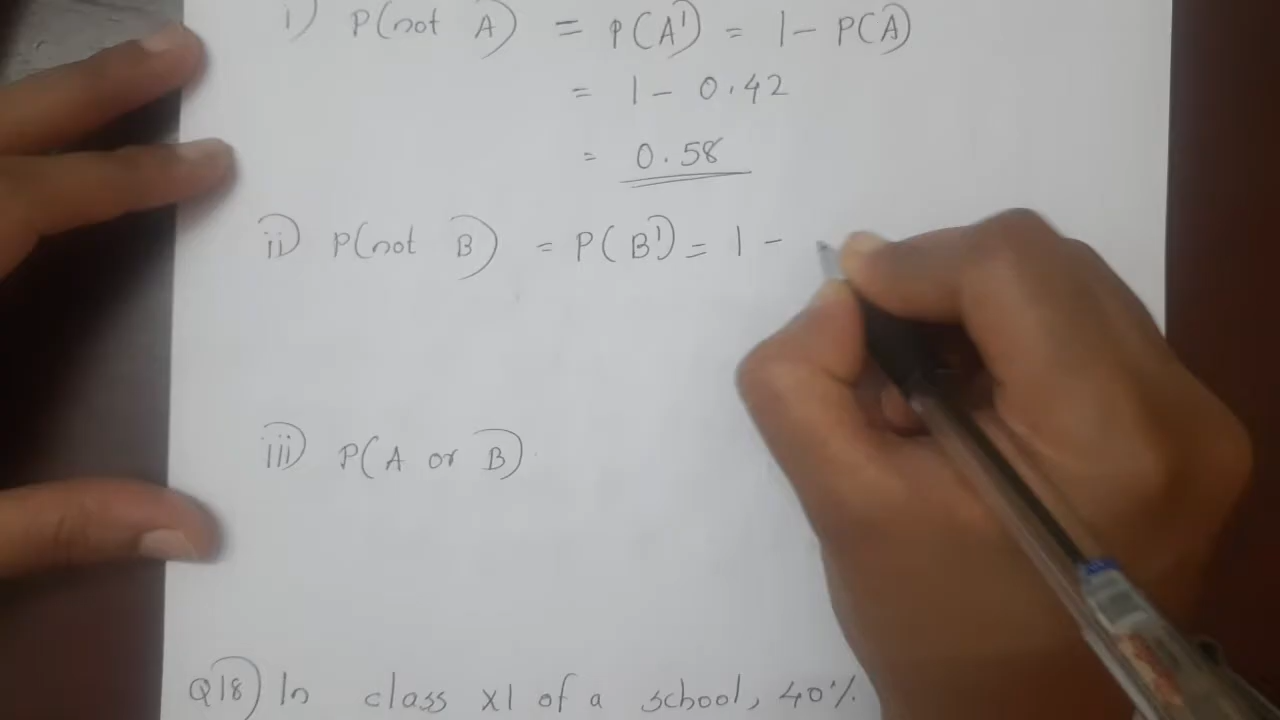 i) P(not A) = P(A') = 1 - P(A)
= 1 - 0.42
= 0.58
ii) P(not B) = P(B') = 1 -
iii) P(A or B)
Q18) In class XI of a school, 40%